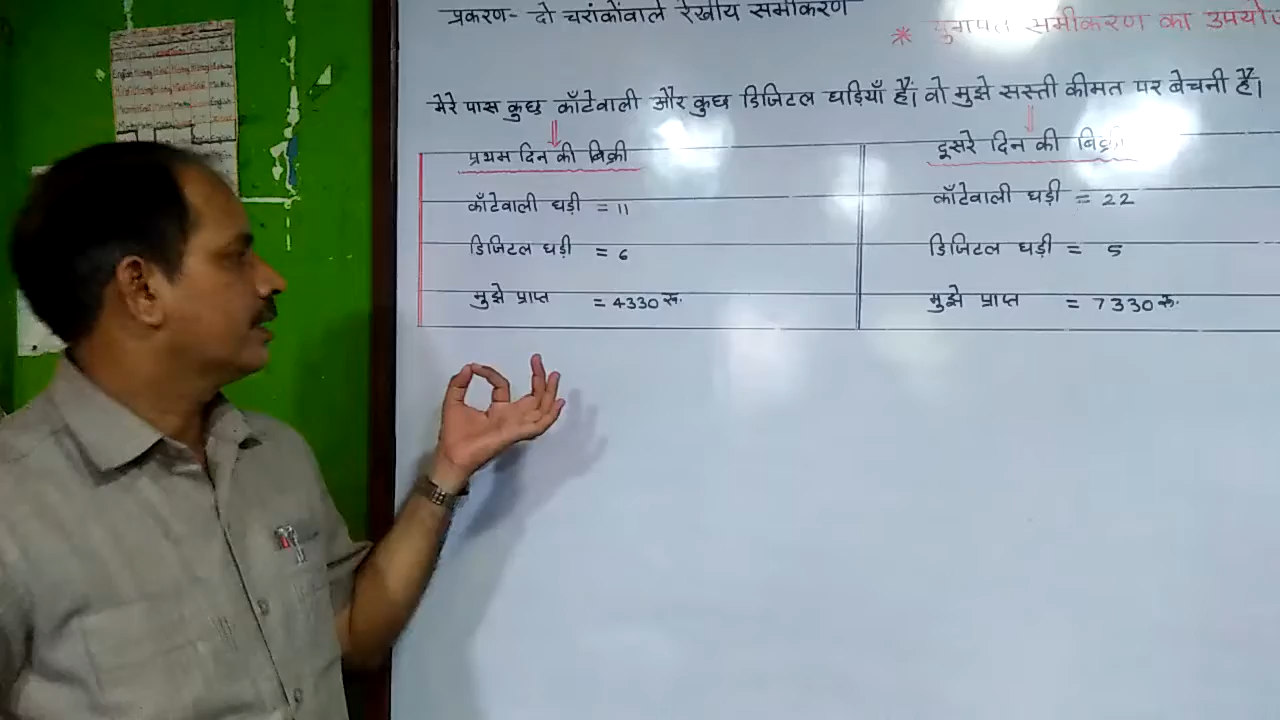 प्रकरण- दो चरांकोंवाले रेखीय समीकरण
* युगपत समीकरण का
मेरे पास कुछ काँटेवाली और कुछ डिजिटल घड़ियाँ हैं। वो मुझे सस्ती कीमत पर बेचनी हैं।
प्रथम दिन की बिक्री
काँटेवाली घड़ी = 11
डिजिटल घड़ी = 6
मुझे प्राप्त = 4330 रु.
दूसरे दिन की बिक्री
काँटेवाली घड़ी = 22
डिजिटल घड़ी = 5
मुझे प्राप्त = 7330 रु.